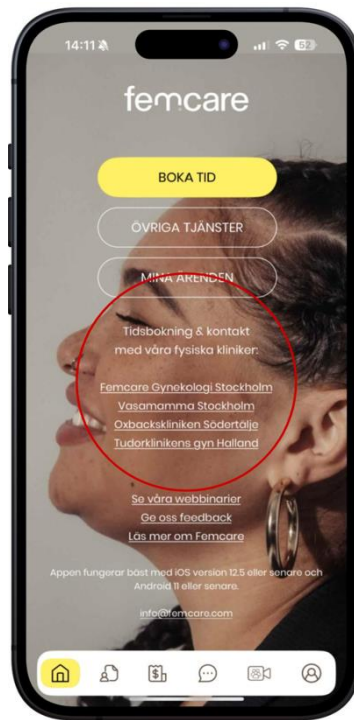 14:11
52
femcare
BOKA TID
ÖVRIGA TJÄNSTER
MINA ÄRENDEN
Tidsbokning & kontakt
med våra fysiska kliniker:
Femcare Gynekologi Stockholm
Vasamamma Stockholm
Oxbackskliniken Södertälje
Tudorklinikens gyn Halland
Se våra webbinarier
Ge oss feedback
Läs mer om Femcare
Appen fungerar bäst med iOS version 12.5 eller senare och
Android 11 eller senare.
info@femcare.com